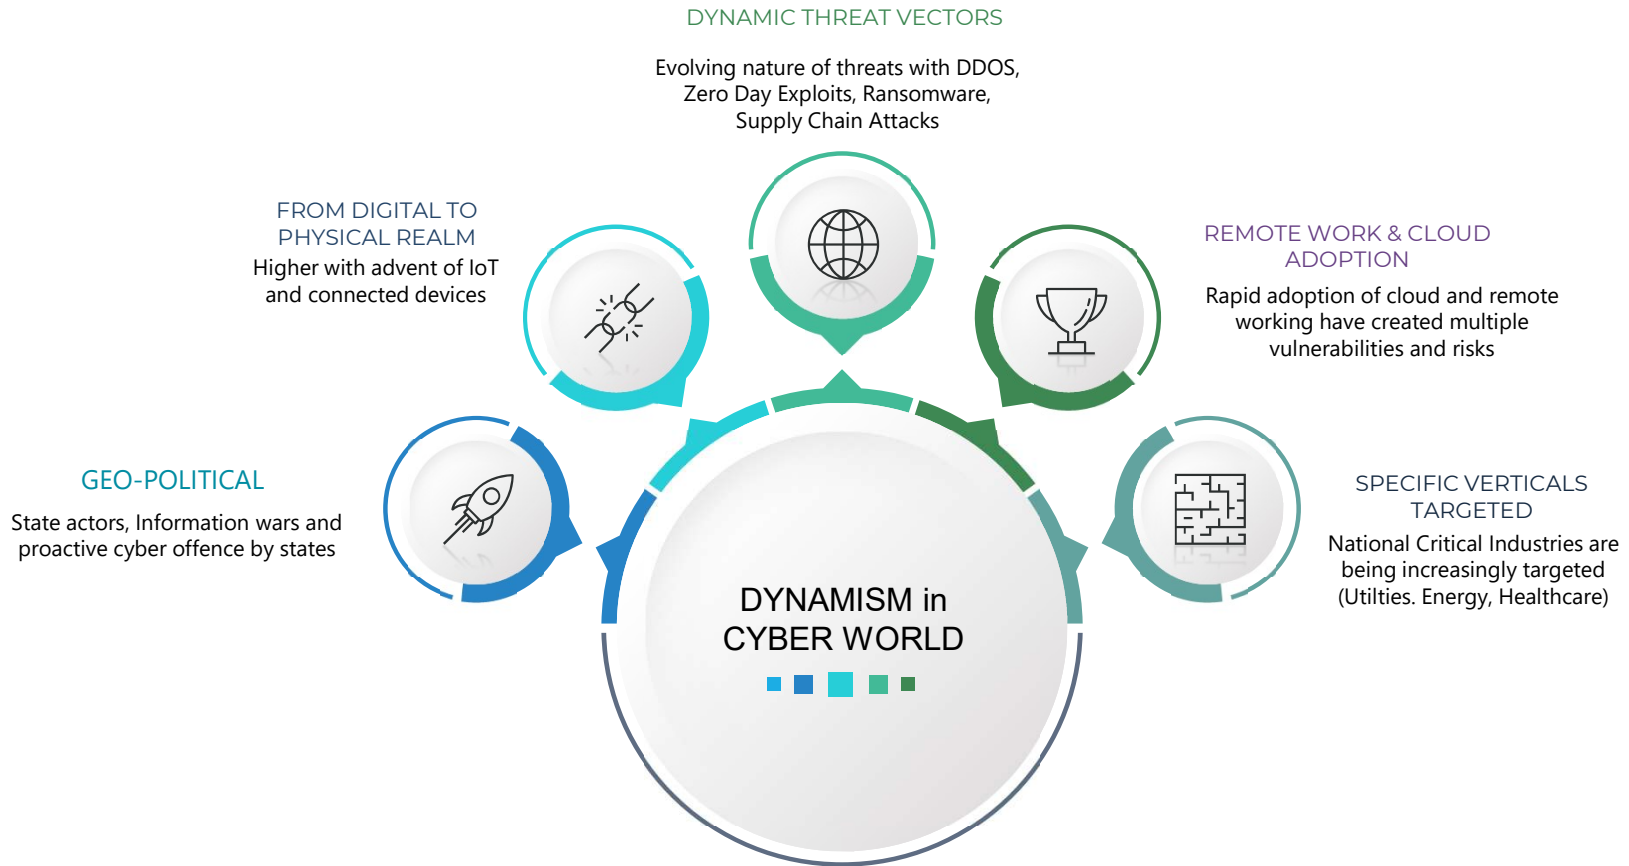 DYNAMIC THREAT VECTORS
Evolving nature of threats with DDOS,
Zero Day Exploits, Ransomware,
Supply Chain Attacks
FROM DIGITAL TO
PHYSICAL REALM
Higher with advent of IoT
and connected devices
REMOTE WORK & CLOUD
ADOPTION
Rapid adoption of cloud and remote
working have created multiple
vulnerabilities and risks
GEO-POLITICAL
State actors, Information wars and
proactive cyber offence by states
SPECIFIC VERTICALS
TARGETED
National Critical Industries are
being increasingly targeted
(Utilties. Energy, Healthcare)
DYNAMISM in
CYBER WORLD